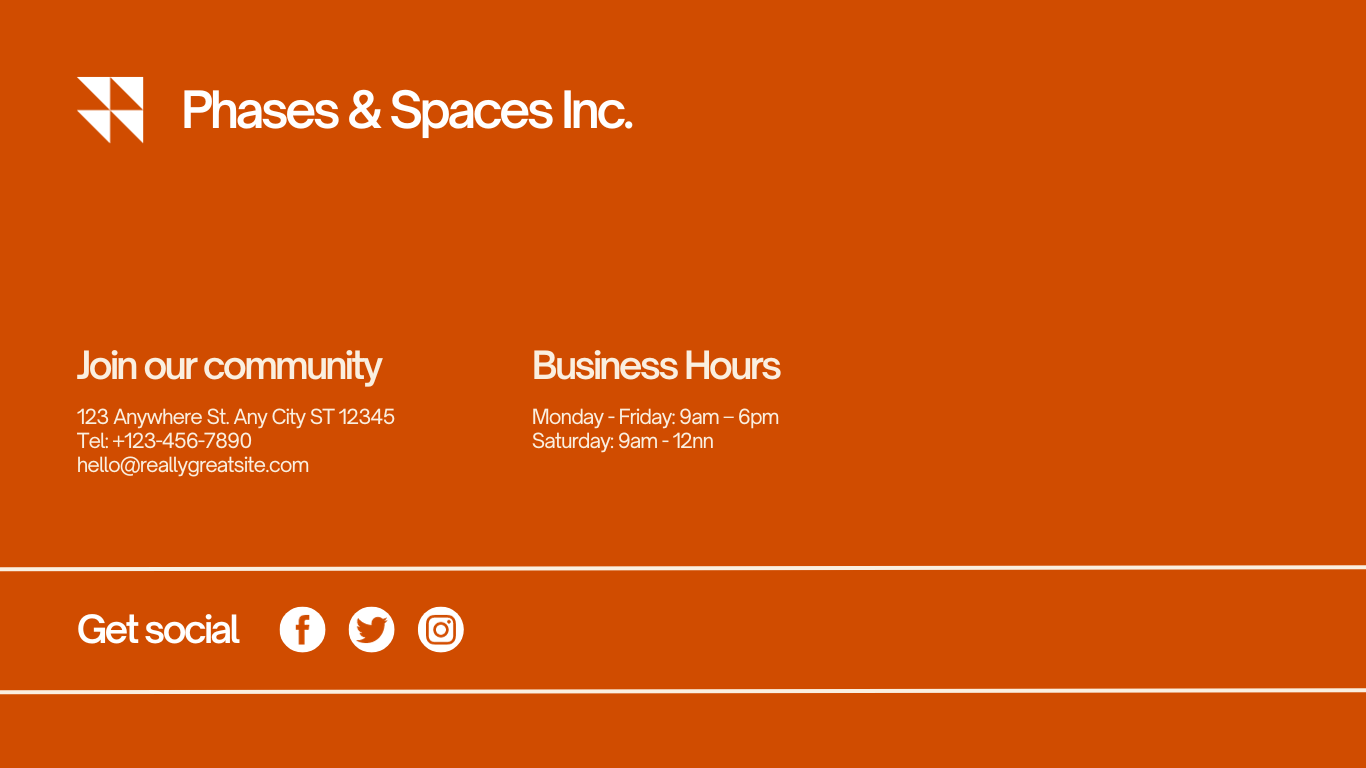 Phases & Spaces Inc.
Join our community
123 Anywhere St. Any City ST 12345
Tel: +123-456-7890
hello@reallygreatsite.com
Business Hours
Monday - Friday: 9am – 6pm
Saturday: 9am - 12nn
Get social